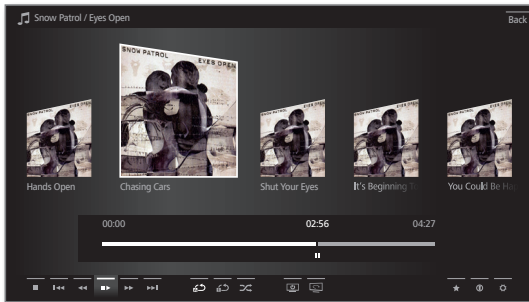 Snow Patrol / Eyes Open
Back
SNOW PATROL EYES OPEN
Hands Open
Chasing Cars
Shut Your Eyes
It's Beginning
You Could Be
00:00
02:56
04:27